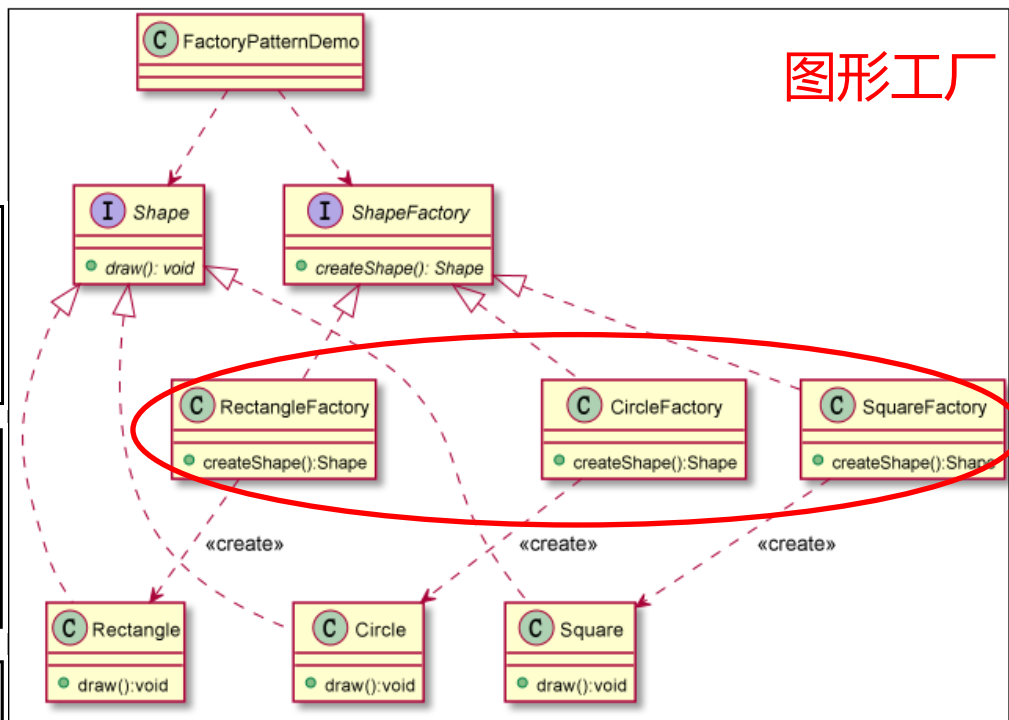 C FactoryPatternDemo
图形工厂
I Shape
draw(): void
I ShapeFactory
createShape(): Shape
C RectangleFactory
createShape():Shape
C CircleFactory
createShape():Shape
C SquareFactory
createShape():Shape
«create»
«create»
«create»
C Rectangle
draw():void
C Circle
draw():void
C Square
draw():void